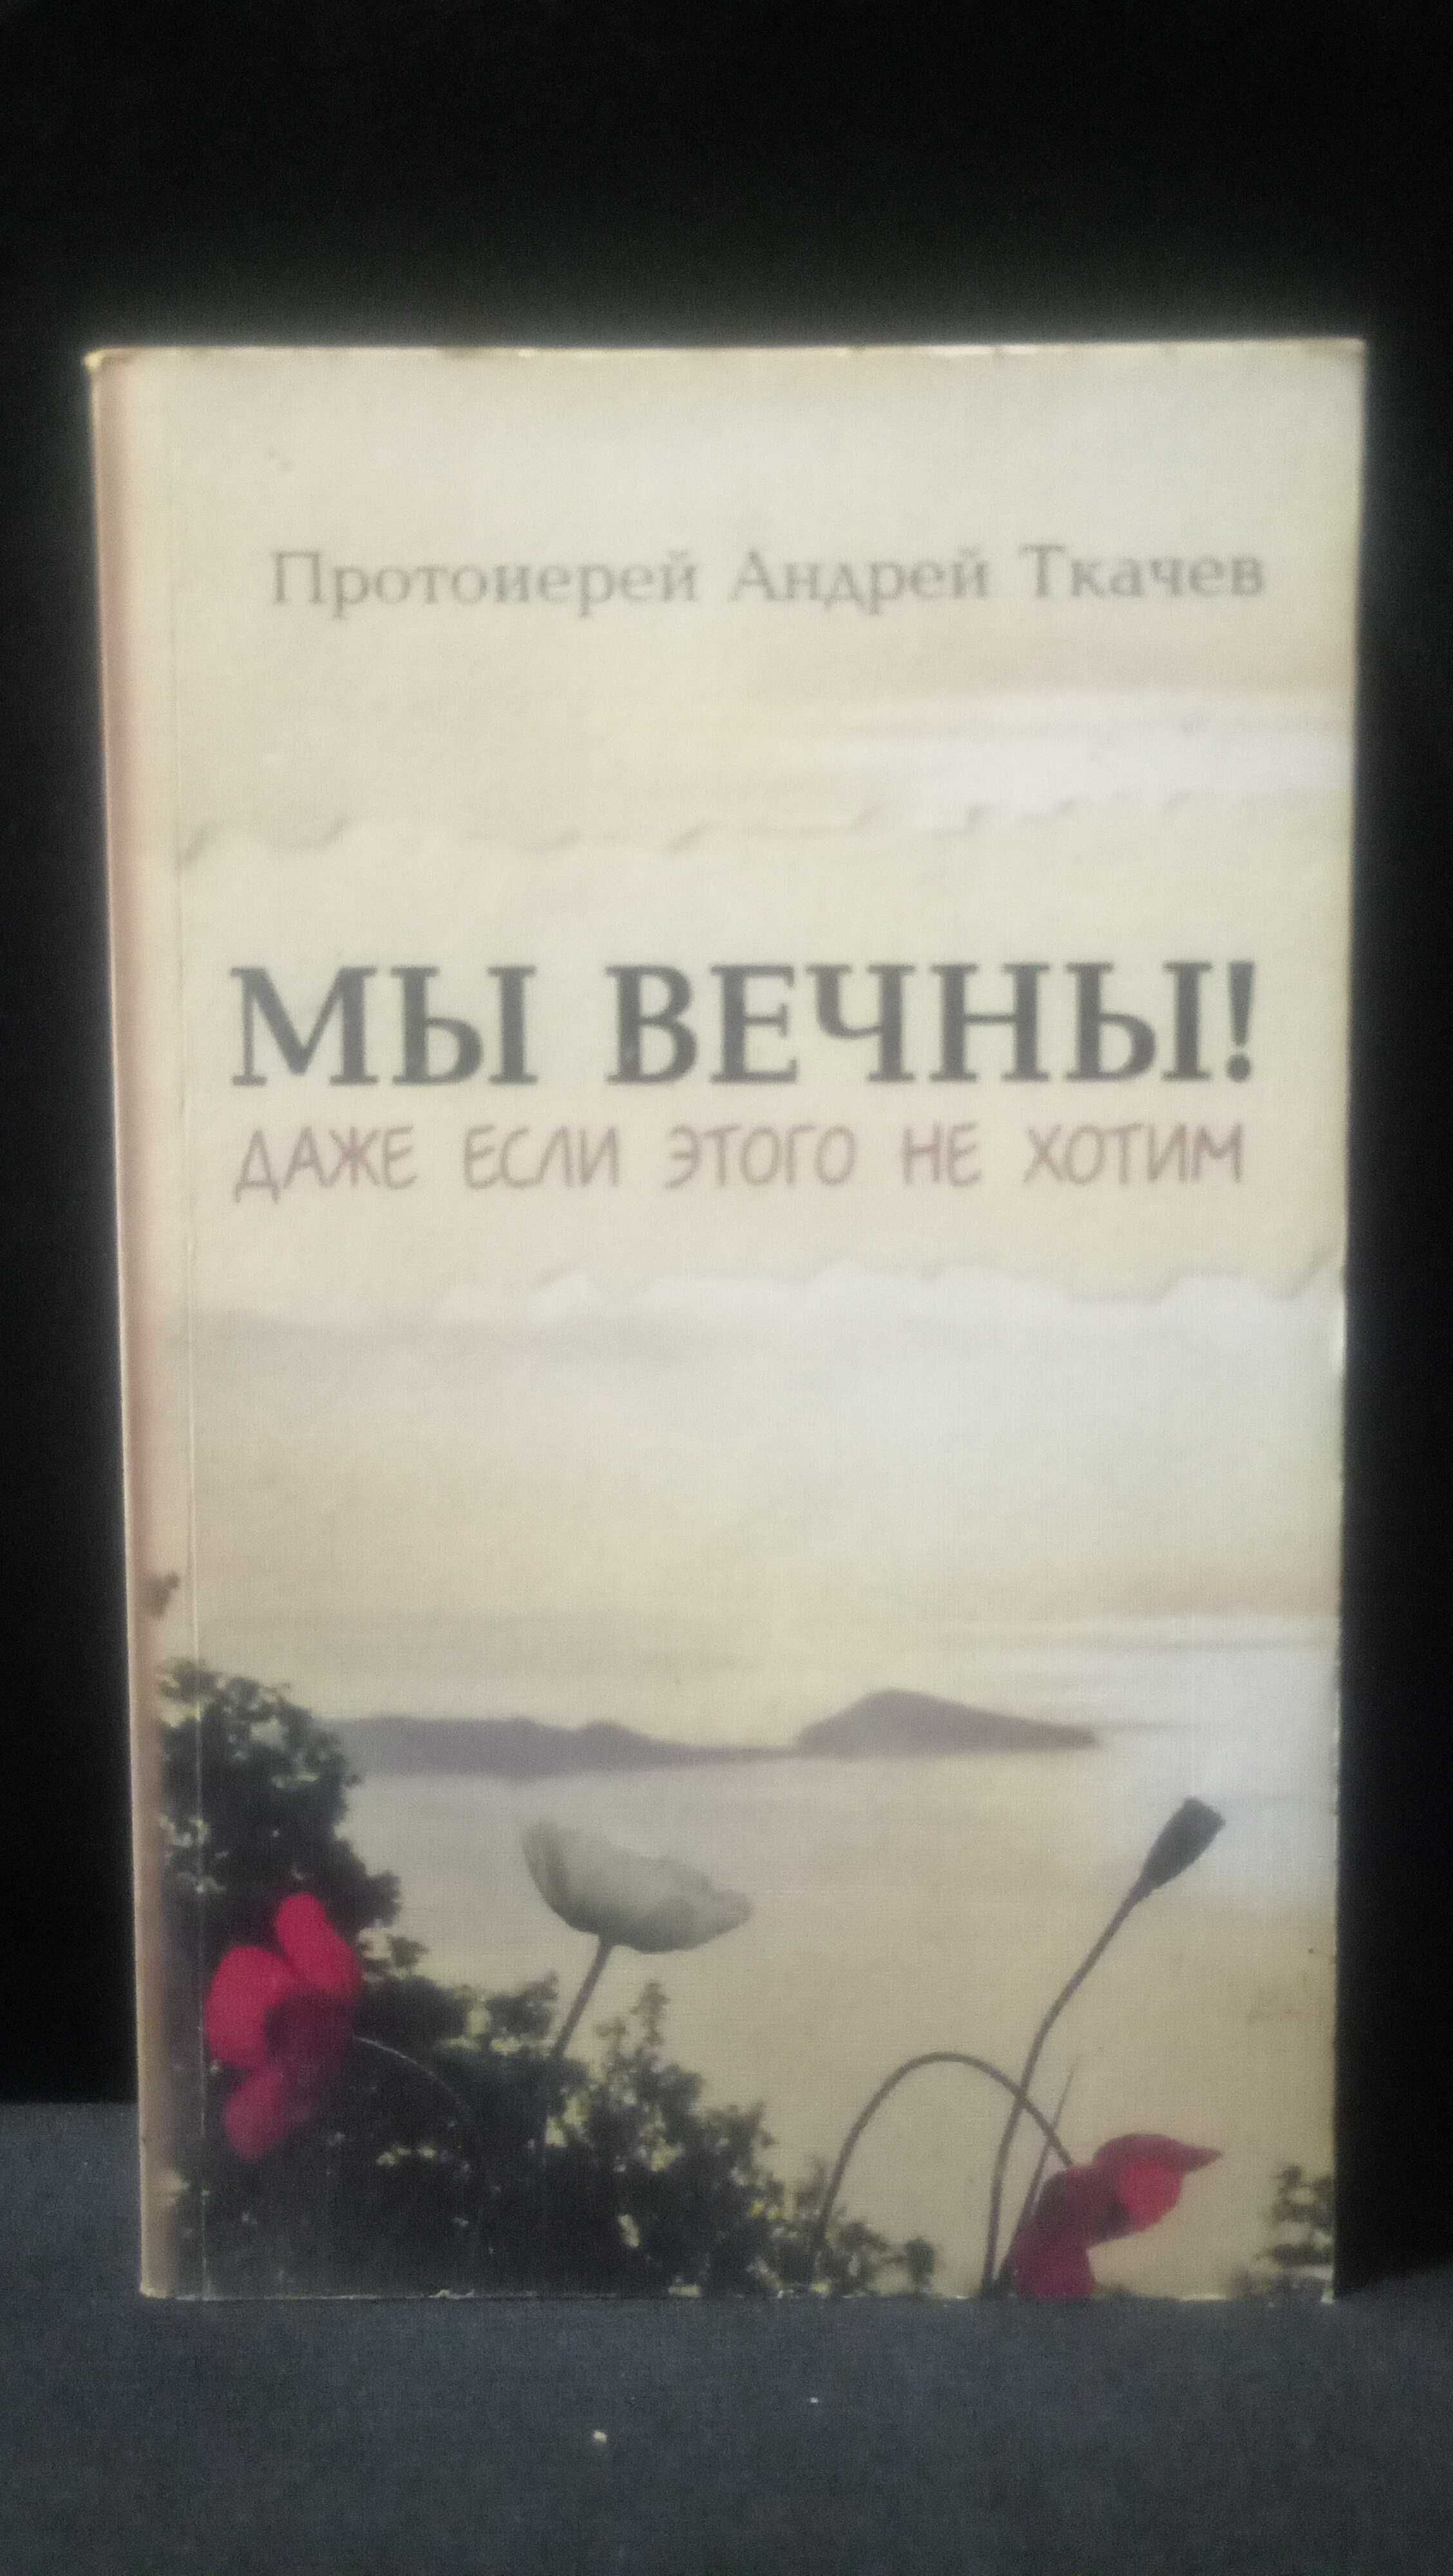 Протоиерей Андрей Ткачев
МЫ ВЕЧНЫ!
ДАЖЕ ЕСЛИ ЭТОГО НЕ ХОТИМ